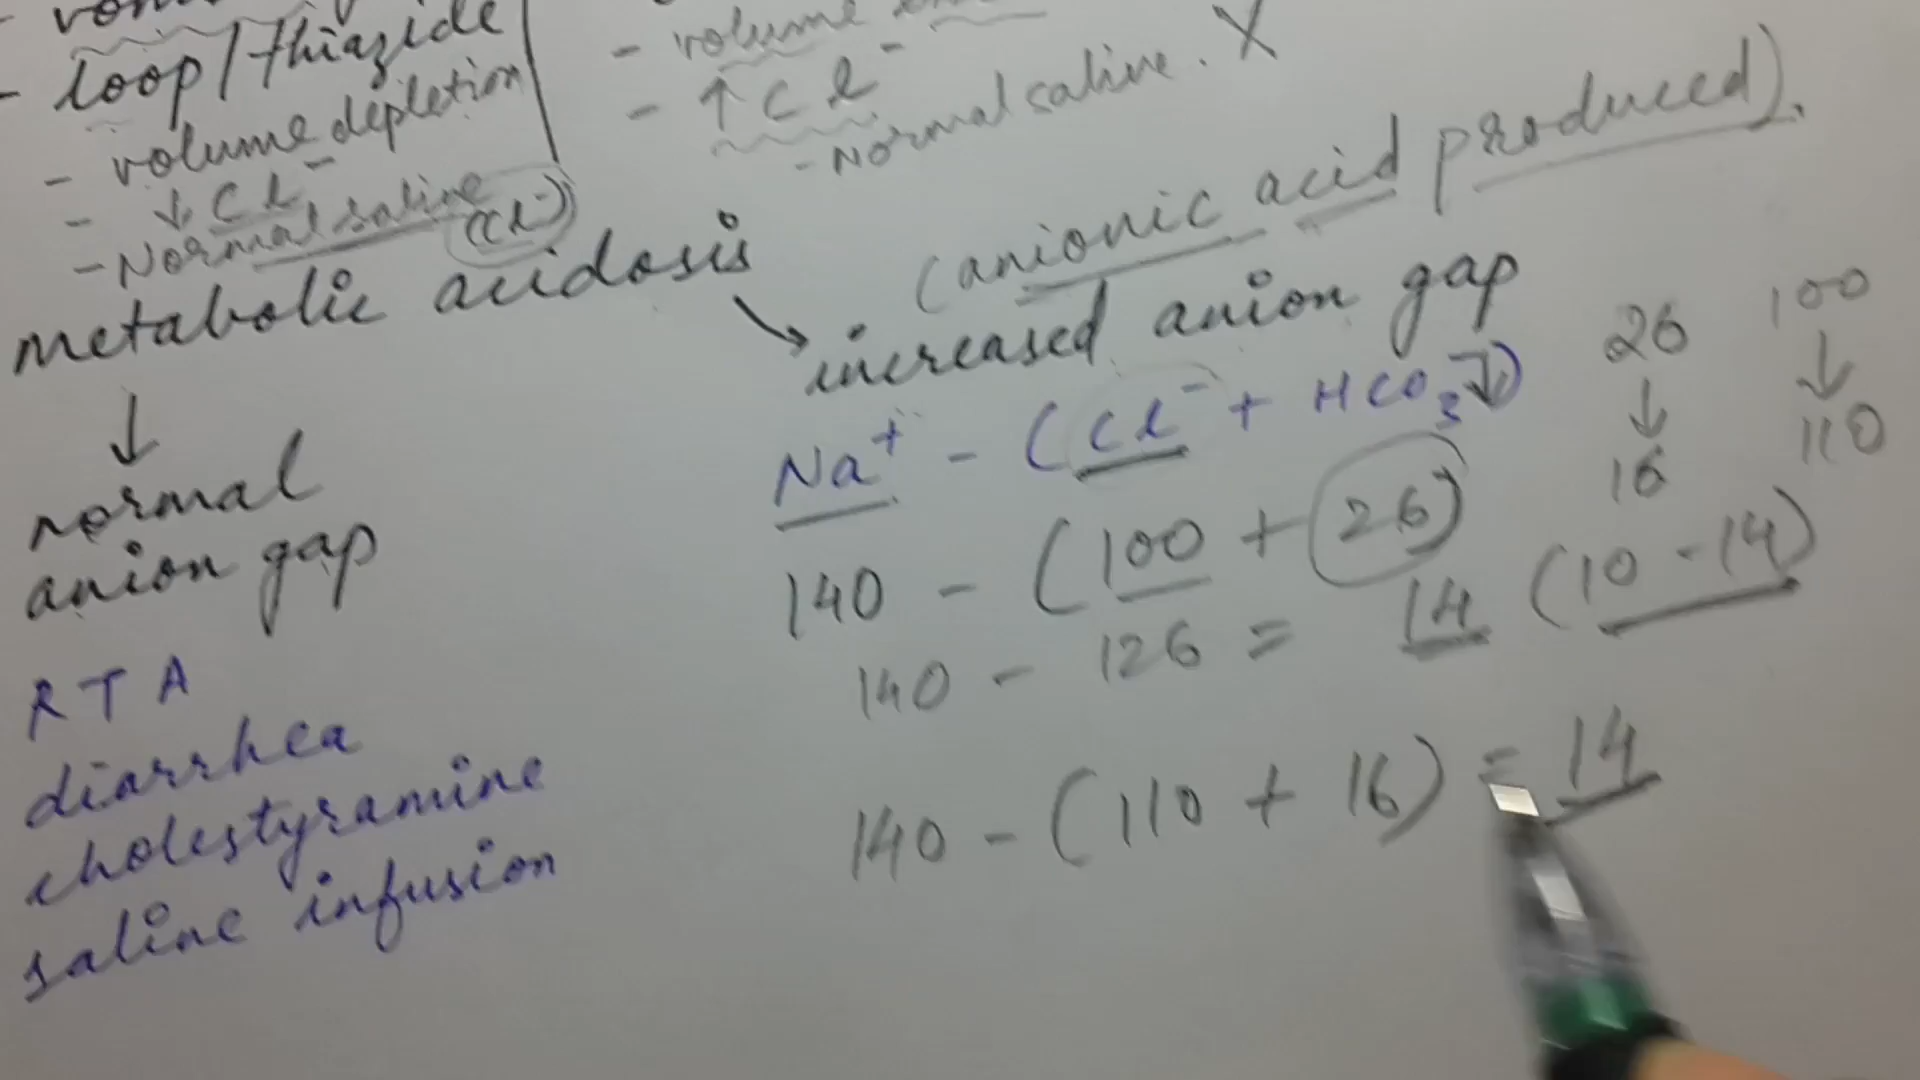 - loop/thiazide
- volume depletion
- ↓ Cl⁻
- Normal saline
(Cl⁻)
- volume
- ↑ Cl⁻
- Normal saline. X
metabolic acidosis
↓
normal
anion gap
RTA
diarrhea
cholestyramine
saline infusion
(anionic acid produced).
→ increased anion gap
Na⁺ - (Cl⁻ + HCO₃⁻↓)
140 - (100 + 26)
140 - 126 = 14 (10 - 14)
26 ↓ 16
100 ↓ 110
140 - (110 + 16) = 14